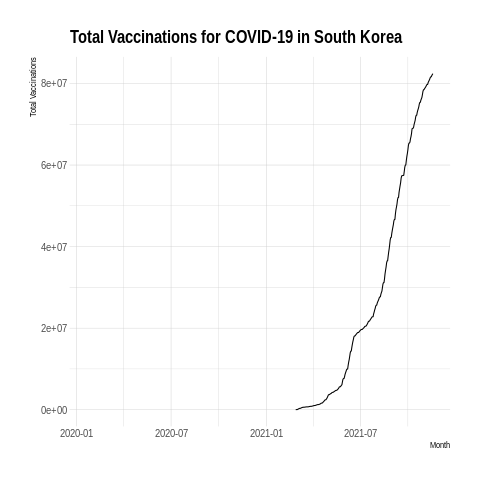 Total Vaccinations for COVID-19 in South Korea
Total Vaccinations
8e+07
6e+07
4e+07
2e+07
0e+00
2020-01 2020-07 2021-01 2021-07
Month